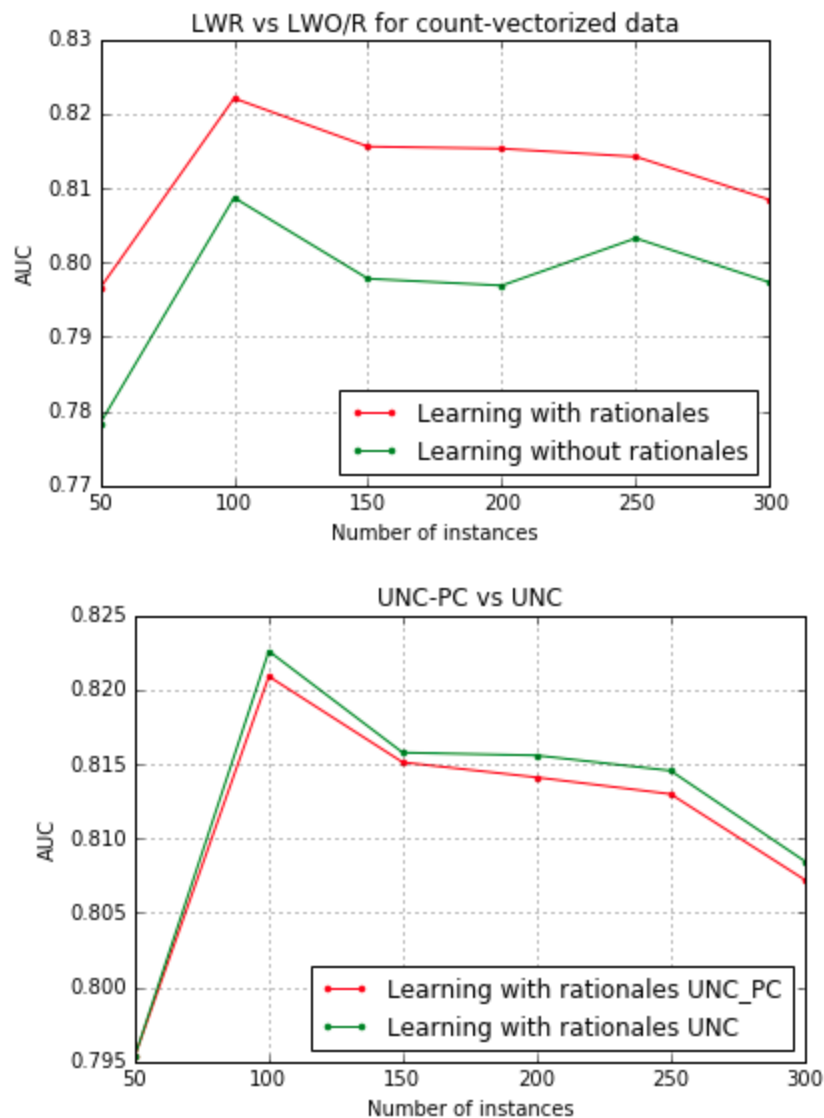 LWR vs LWO/R for count-vectorized data
0.83
0.82
0.81
0.80
0.79
0.78
0.77
AUC
Learning with rationales
Learning without rationales
50 100 150 200 250 300
Number of instances
UNC-PC vs UNC
0.825
0.820
0.815
0.810
0.805
0.800
0.795
AUC
Learning with rationales UNC_PC
Learning with rationales UNC
50 100 150 200 250 300
Number of instances